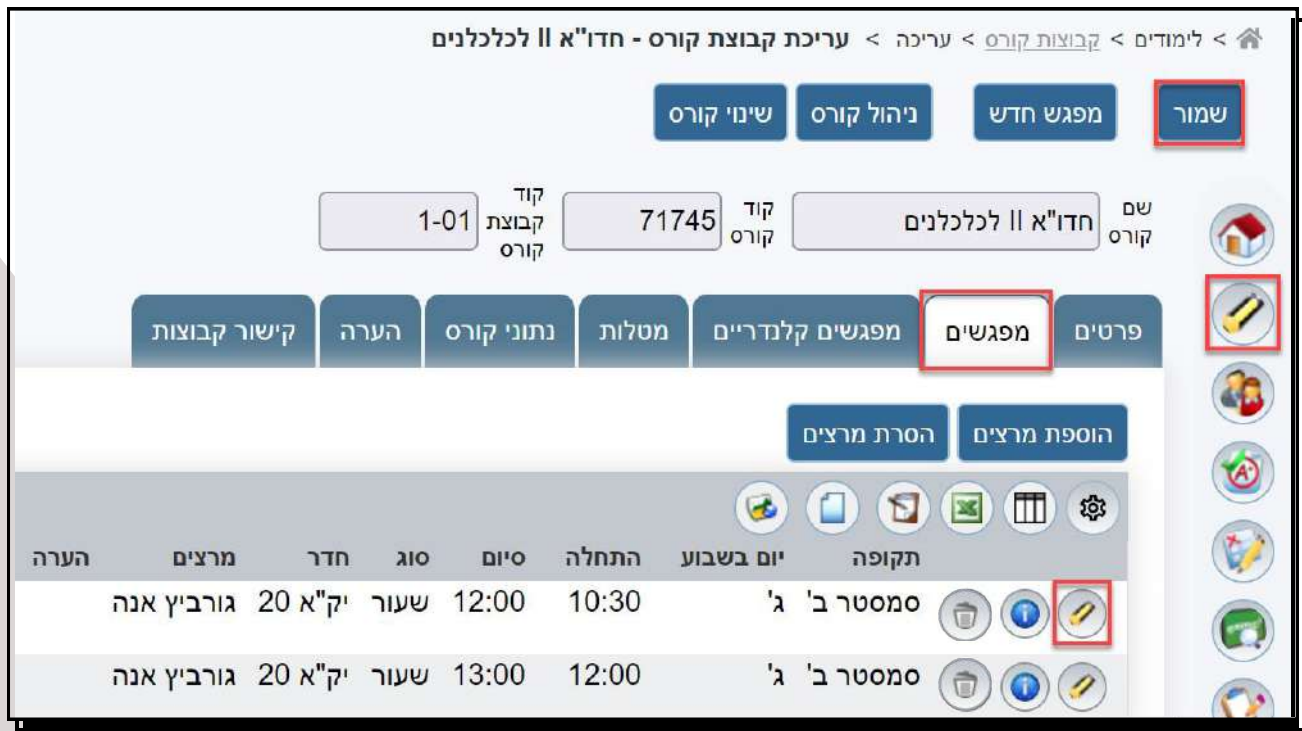 לימודים > קבוצות קורס > עריכה > עריכת קבוצת קורס - חדו"א II לכלכלנים
שמור מפגש חדש ניהול קורס שינוי קורס
שם קורס חדו"א II לכלכלנים קוד קורס 71745 קוד קבוצת קורס 1-01
פרטים מפגשים מפגשים קלנדריים מטלות נתוני קורס הערה קישור קבוצות
הוספת מרצים הסרת מרצים
תקופה יום בשבוע התחלה סיום סוג חדר מרצים הערה
סמסטר ב' ג' 10:30 12:00 שעור יק"א 20 גורביץ אנה
סמסטר ב' ג' 12:00 13:00 שעור יק"א 20 גורביץ אנה